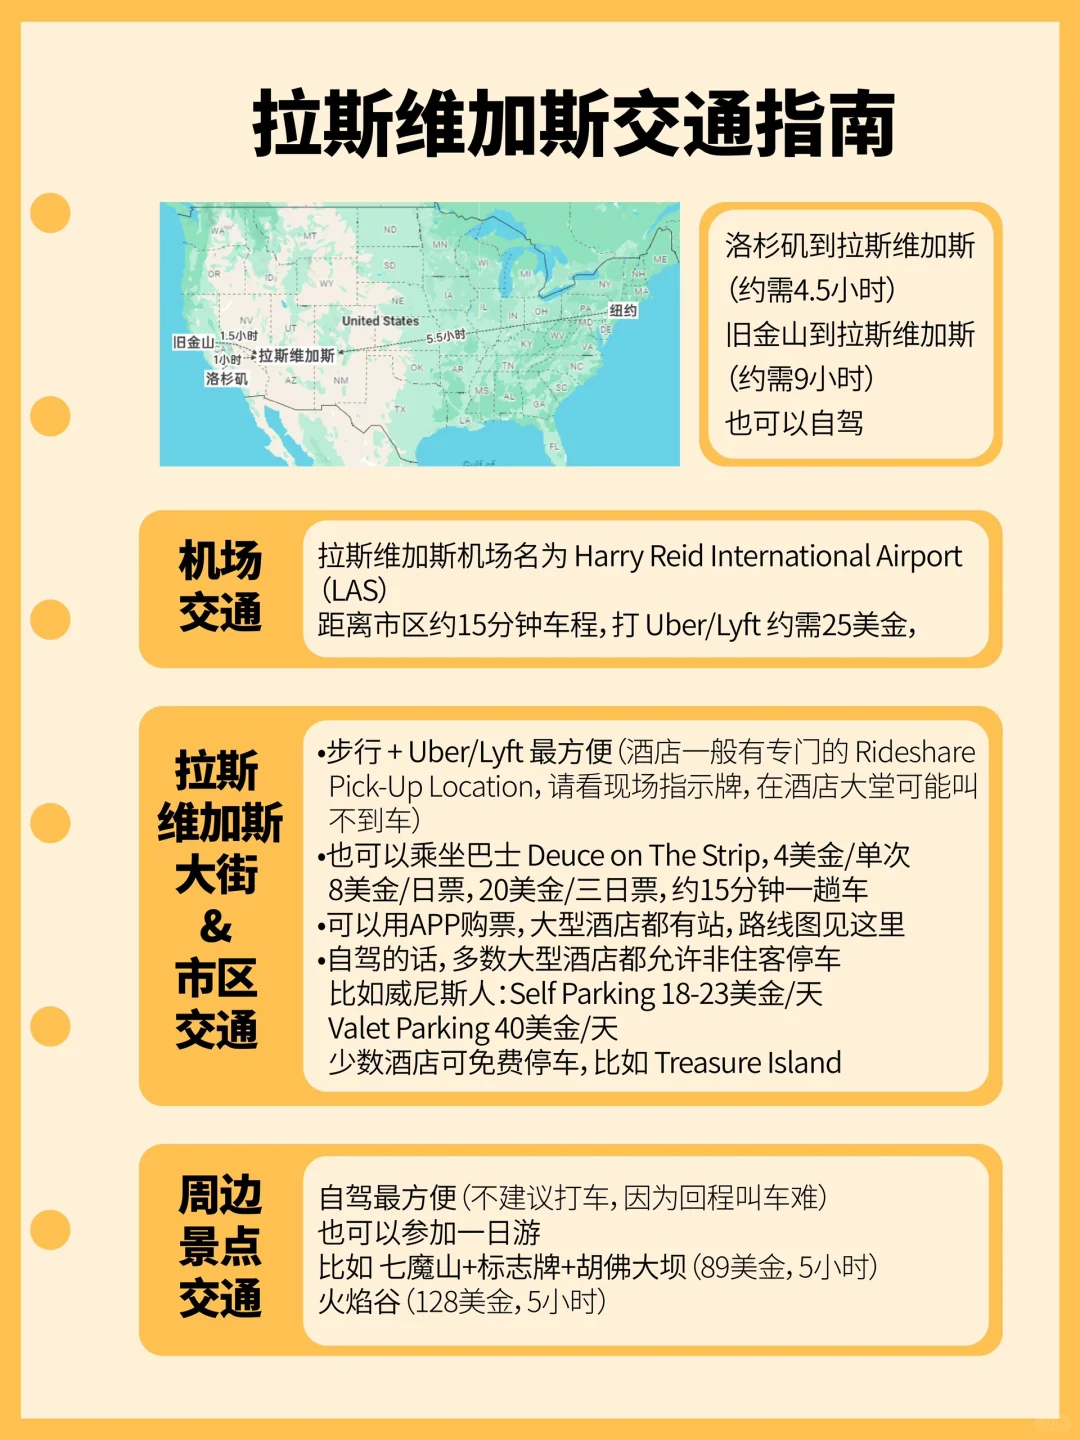 拉斯维加斯交通指南
WA
MT
ND
MN
ME
OR
ID
SD
WI
MI
NH
WY
NY
MA
NE
IA
IL
IN
OH
PA
纽约
NV
UT
United States
MD
DE
旧金山
1.5小时
5.5小时
KY
WV
VA
1小时
拉斯维加斯
OK
AR
TN
NC
洛杉矶
AZ
NM
MS
AL
SC
GA
TX
LA
FL
Gulf of
洛杉矶到拉斯维加斯
(约需4.5小时)
旧金山到拉斯维加斯
(约需9小时)
也可以自驾
机场
交通
拉斯维加斯机场名为 Harry Reid International Airport
(LAS)
距离市区约15分钟车程,打 Uber/Lyft 约需25美金,
拉斯
维加斯
大街
&
市区
交通
•步行 + Uber/Lyft 最方便(酒店一般有专门的 Rideshare
Pick-Up Location,请看现场指示牌,在酒店大堂可能叫
不到车)
•也可以乘坐巴士 Deuce on The Strip,4美金/单次
8美金/日票,20美金/三日票,约15分钟一趟车
•可以用APP购票,大型酒店都有站,路线图见这里
•自驾的话,多数大型酒店都允许非住客停车
比如威尼斯人:Self Parking 18-23美金/天
Valet Parking 40美金/天
少数酒店可免费停车,比如 Treasure Island
周边
景点
交通
自驾最方便(不建议打车,因为回程叫车难)
也可以参加一日游
比如 七魔山+标志牌+胡佛大坝(89美金,5小时)
火焰谷(128美金,5小时)